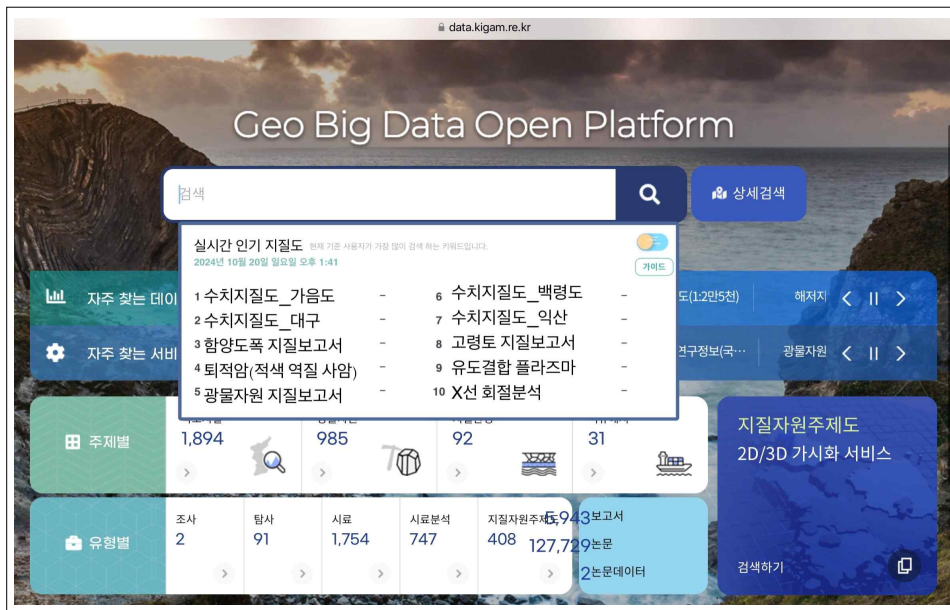 data.kigam.re.kr
Geo Big Data Open Platform
검색
상세검색
실시간 인기 지질도 현재 기준 사용자가 가장 많이 검색 하는 키워드입니다.
2024년 10월 20일 일요일 오후 1:41
가이드
1 수치지질도_가음도 -
2 수치지질도_대구 -
3 함양도폭 지질보고서 -
4 퇴적암(적색 역질 사암) -
5 광물자원 지질보고서 -
6 수치지질도_백령도 -
7 수치지질도_익산 -
8 고령토 지질보고서 -
9 유도결합 플라즈마 -
10 X선 회절분석 -
자주 찾는 데이
도(1:2만5천)
해저지
자주 찾는 서비
연구정보(국…
광물자원
주제별
1,894
985
92
31
지질자원주제도
2D/3D 가시화 서비스
검색하기
유형별
조사
2
탐사
91
시료
1,754
시료분석
747
지질자원주제도
408
5,943 보고서
127,729 논문
2 논문데이터